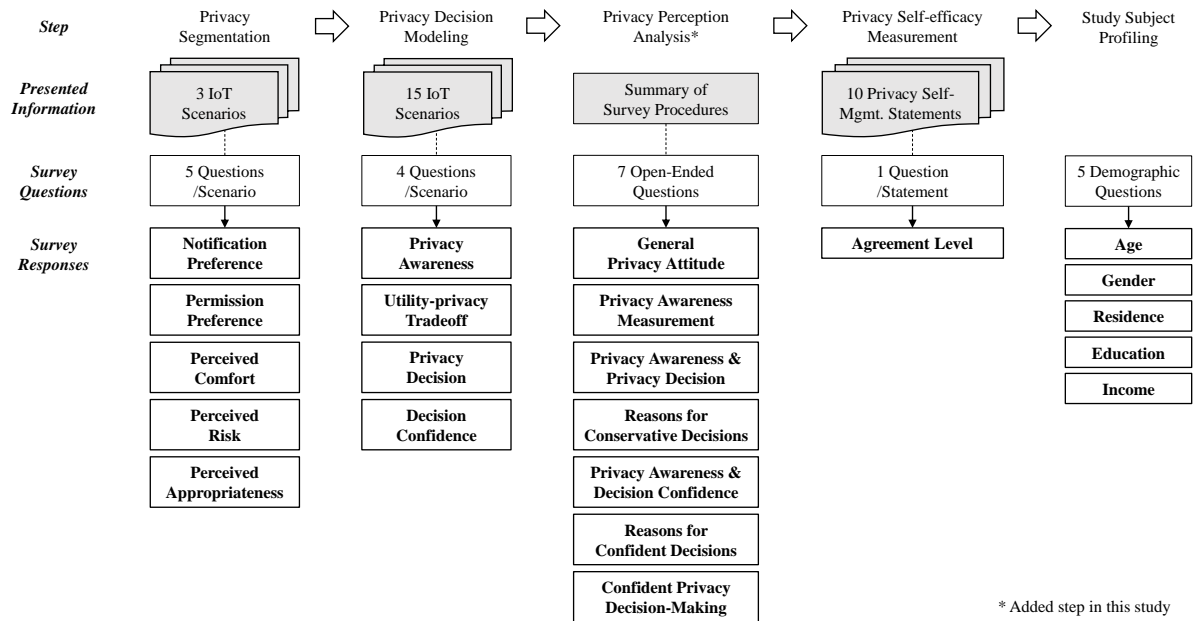 Step
Privacy
Segmentation
Privacy Decision
Modeling
Privacy Perception
Analysis*
Privacy Self-efficacy
Measurement
Study Subject
Profiling
Presented
Information
3 IoT
Scenarios
15 IoT
Scenarios
Summary of
Survey Procedures
10 Privacy Self-
Mgmt. Statements
Survey
Questions
5 Questions
/Scenario
4 Questions
/Scenario
7 Open-Ended
Questions
1 Question
/Statement
5 Demographic
Questions
Survey
Responses
Notification
Preference
Permission
Preference
Perceived
Comfort
Perceived
Risk
Perceived
Appropriateness
Privacy
Awareness
Utility-privacy
Tradeoff
Privacy
Decision
Decision
Confidence
General
Privacy Attitude
Privacy Awareness
Measurement
Privacy Awareness &
Privacy Decision
Reasons for
Conservative Decisions
Privacy Awareness &
Decision Confidence
Reasons for
Confident Decisions
Confident Privacy
Decision-Making
Agreement Level
Age
Gender
Residence
Education
Income
* Added step in this study